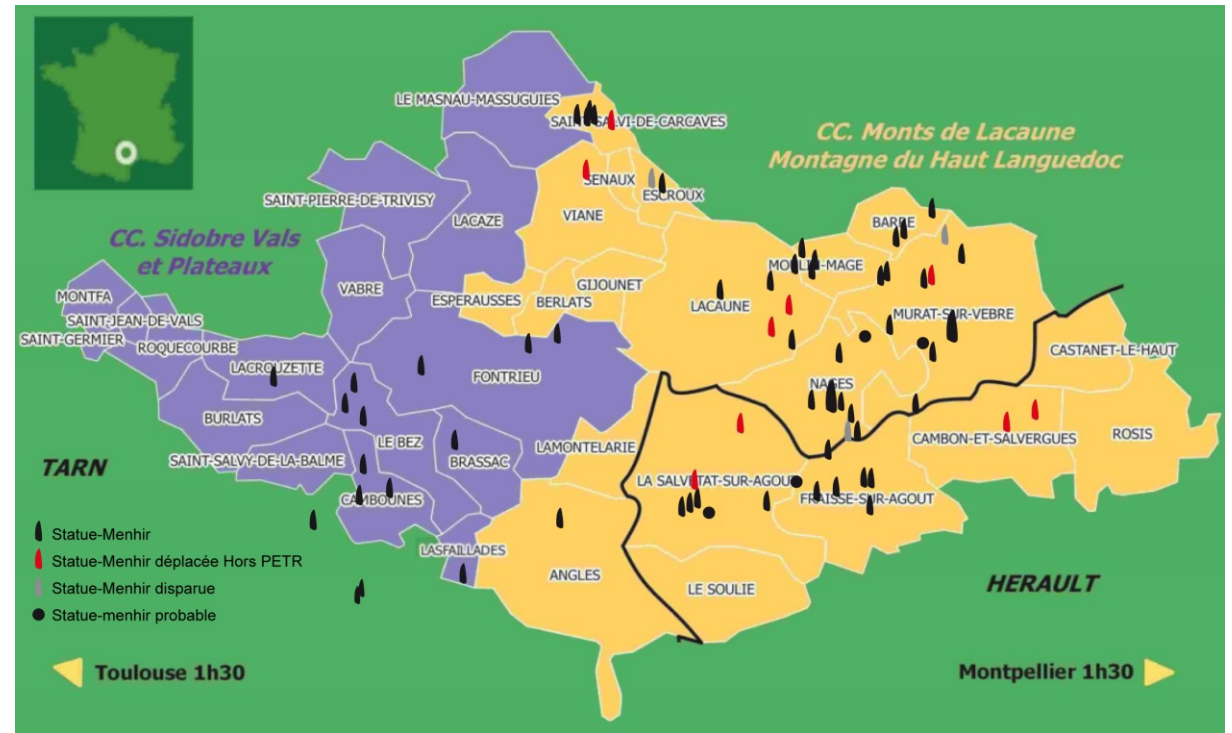 LE MASNAU-MASSUGUIES
SAINT-SALVI-DE-CARCAVES
CC. Monts de Lacaune
Montagne du Haut Languedoc
SENAUX
ESCROUX
SAINT-PIERRE-DE-TRIVISY
LACAZE
VIANE
BARRE
CC. Sidobre Vals
et Plateaux
MOULIN-MAGE
GIJOUNET
MONTFA
VABRE
ESPERAUSSES
BERLATS
LACAUNE
SAINT-JEAN-DE-VALS
MURAT-SUR-VEBRE
SAINT-GERMIER
ROQUECOURBE
CASTANET-LE-HAUT
LACROUZETTE
FONTRIEU
NAGES
BURLATS
LE BEZ
LAMONTELARIE
CAMBON-ET-SALVERGUES
ROSIS
TARN
SAINT-SALVY-DE-LA-BALME
BRASSAC
LA SALVETAT-SUR-AGOUT
CAMBOUNES
FRAISSE-SUR-AGOUT
Statue-Menhir
LASFAILLADES
Statue-Menhir déplacée Hors PETR
ANGLES
HERAULT
Statue-Menhir disparue
LE SOULIE
Statue-menhir probable
Toulouse 1h30
Montpellier 1h30